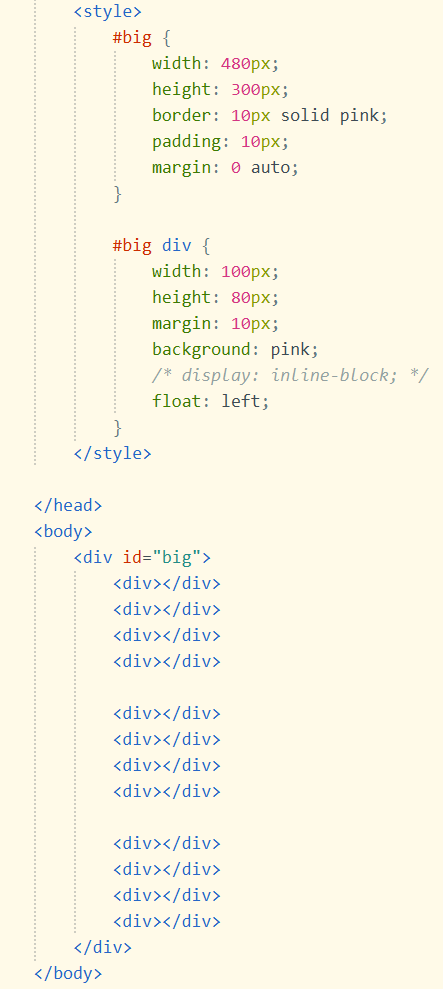 <style>
#big {
width: 480px;
height: 300px;
border: 10px solid pink;
padding: 10px;
margin: 0 auto;
}
#big div {
width: 100px;
height: 80px;
margin: 10px;
background: pink;
/* display: inline-block; */
float: left;
}
</style>
</head>
<body>
<div id="big">
<div></div>
<div></div>
<div></div>
<div></div>
<div></div>
<div></div>
<div></div>
<div></div>
<div></div>
<div></div>
<div></div>
<div></div>
</div>
</body>